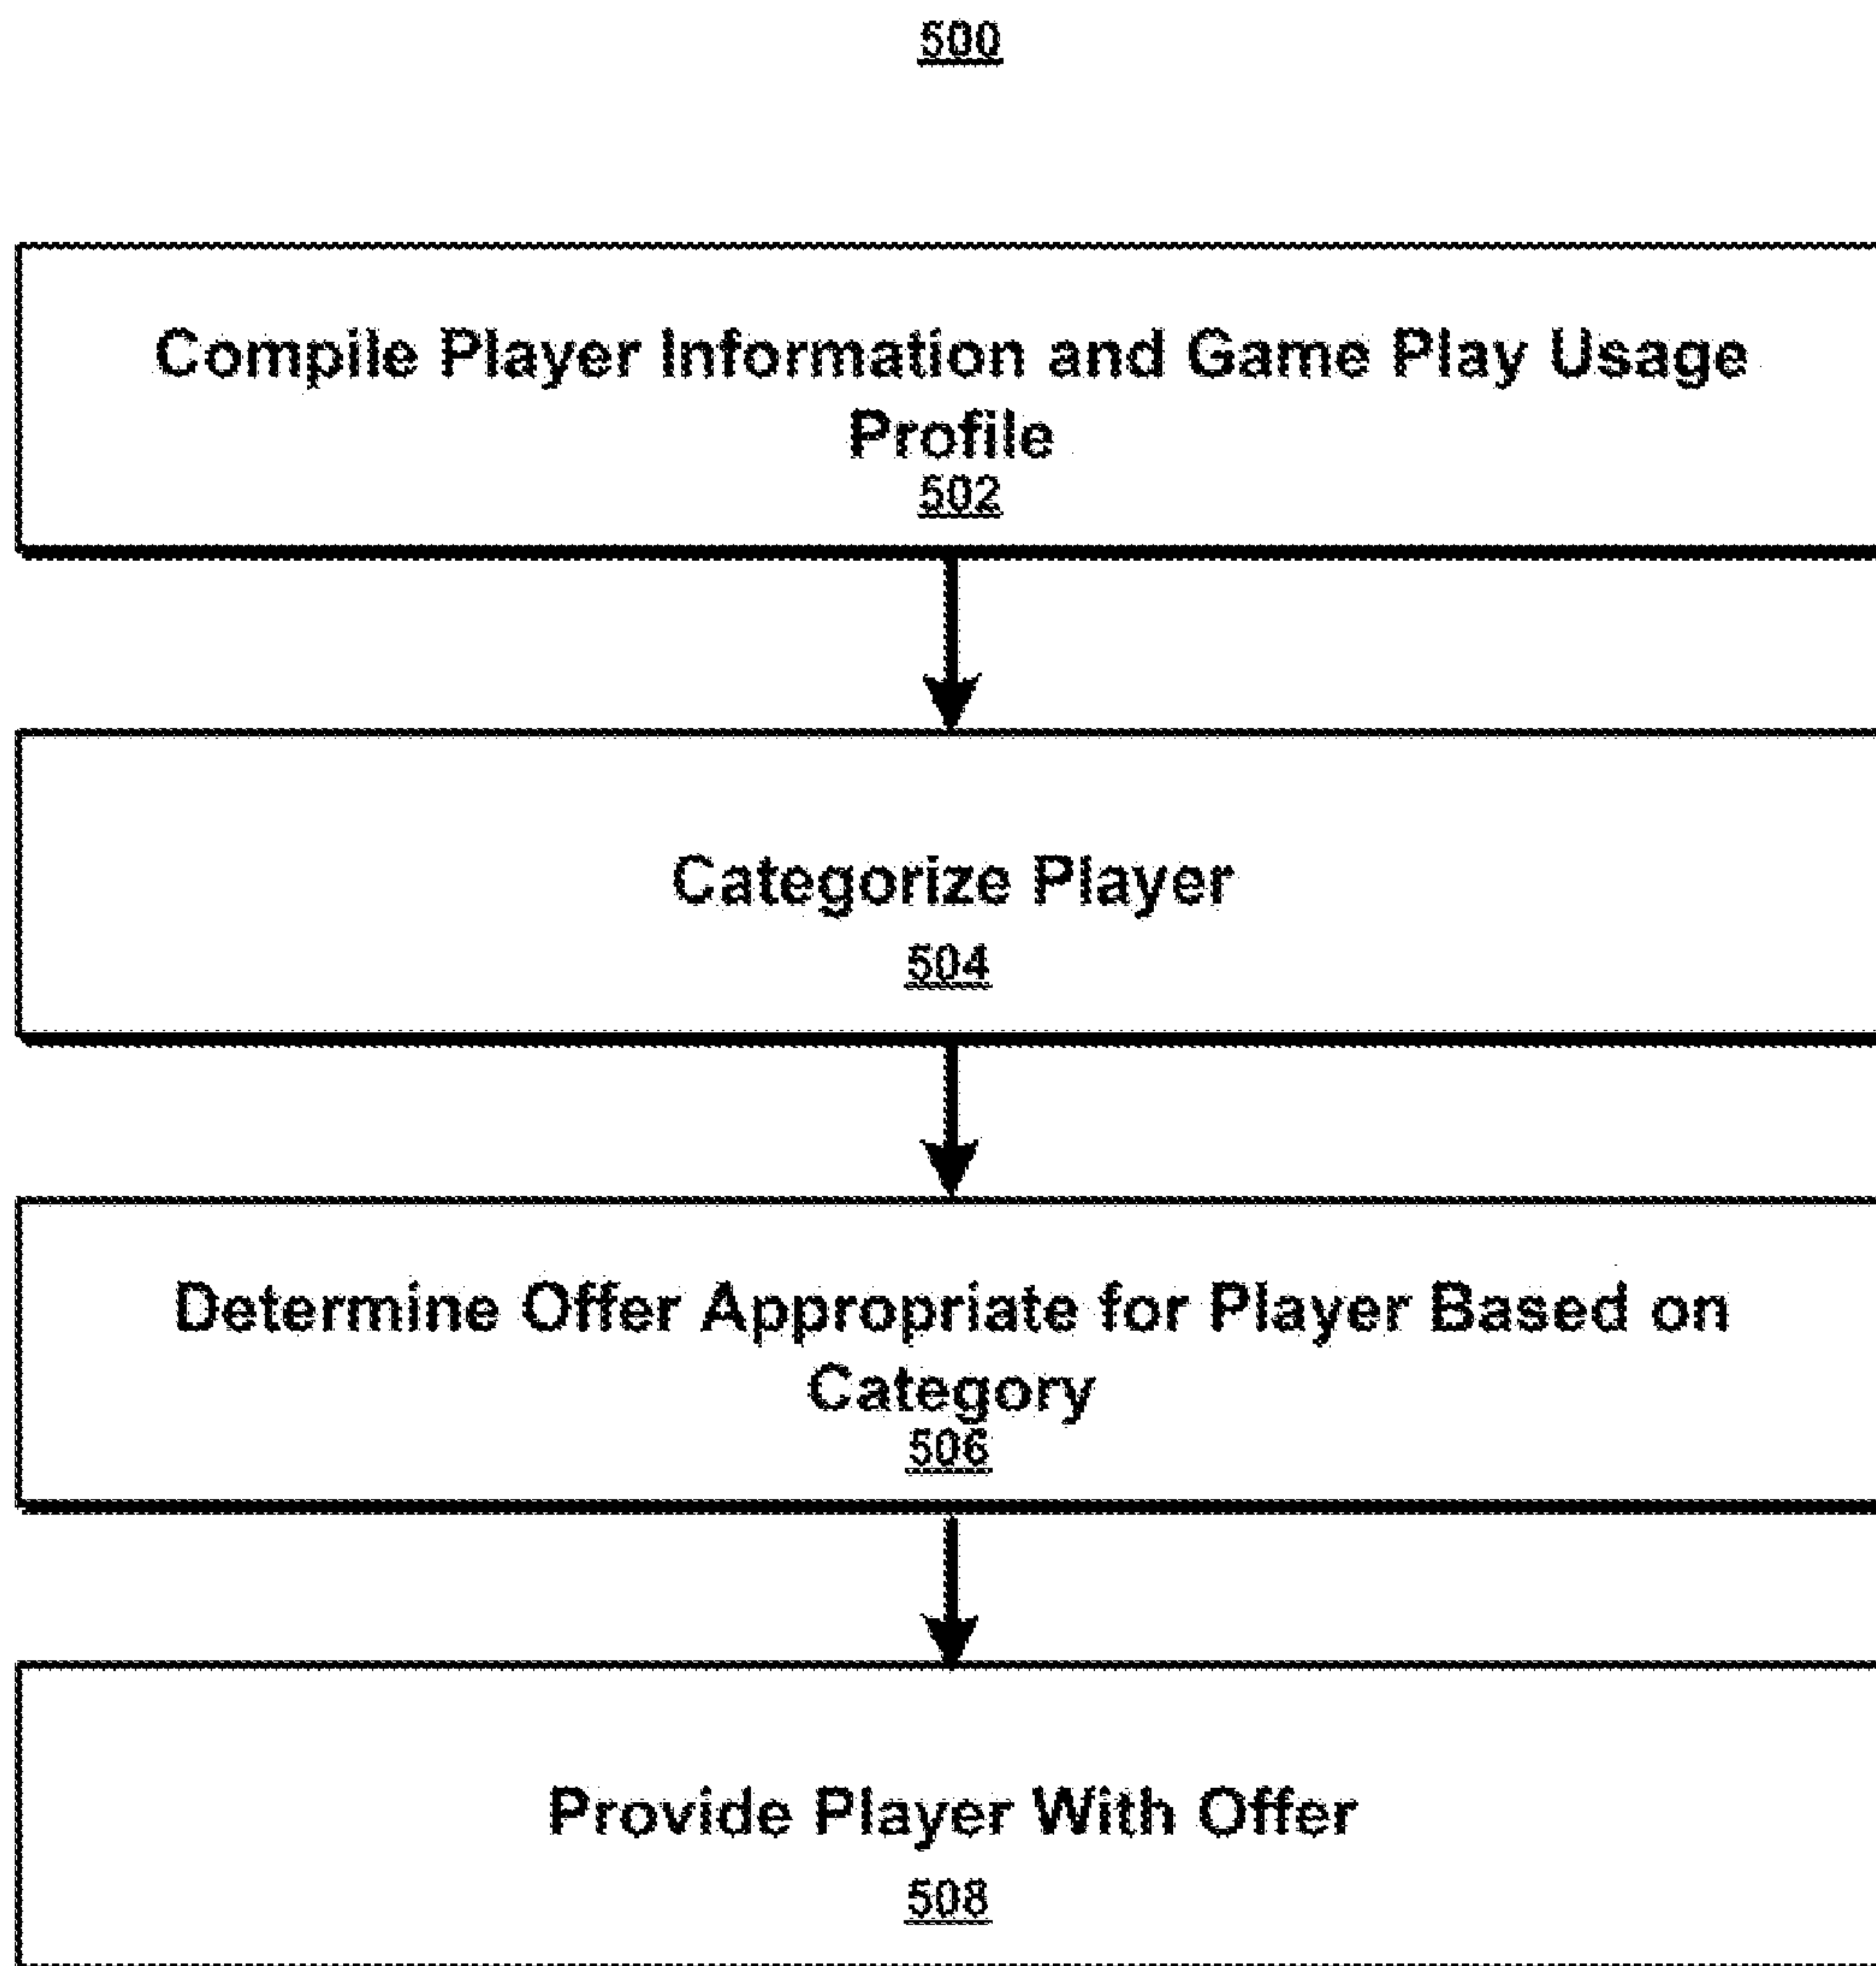 500
Compile Player Information and Game Play Usage
Profile
502
Categorize Player
504
Determine Offer Appropriate for Player Based on
Category
506
Provide Player With Offer
508